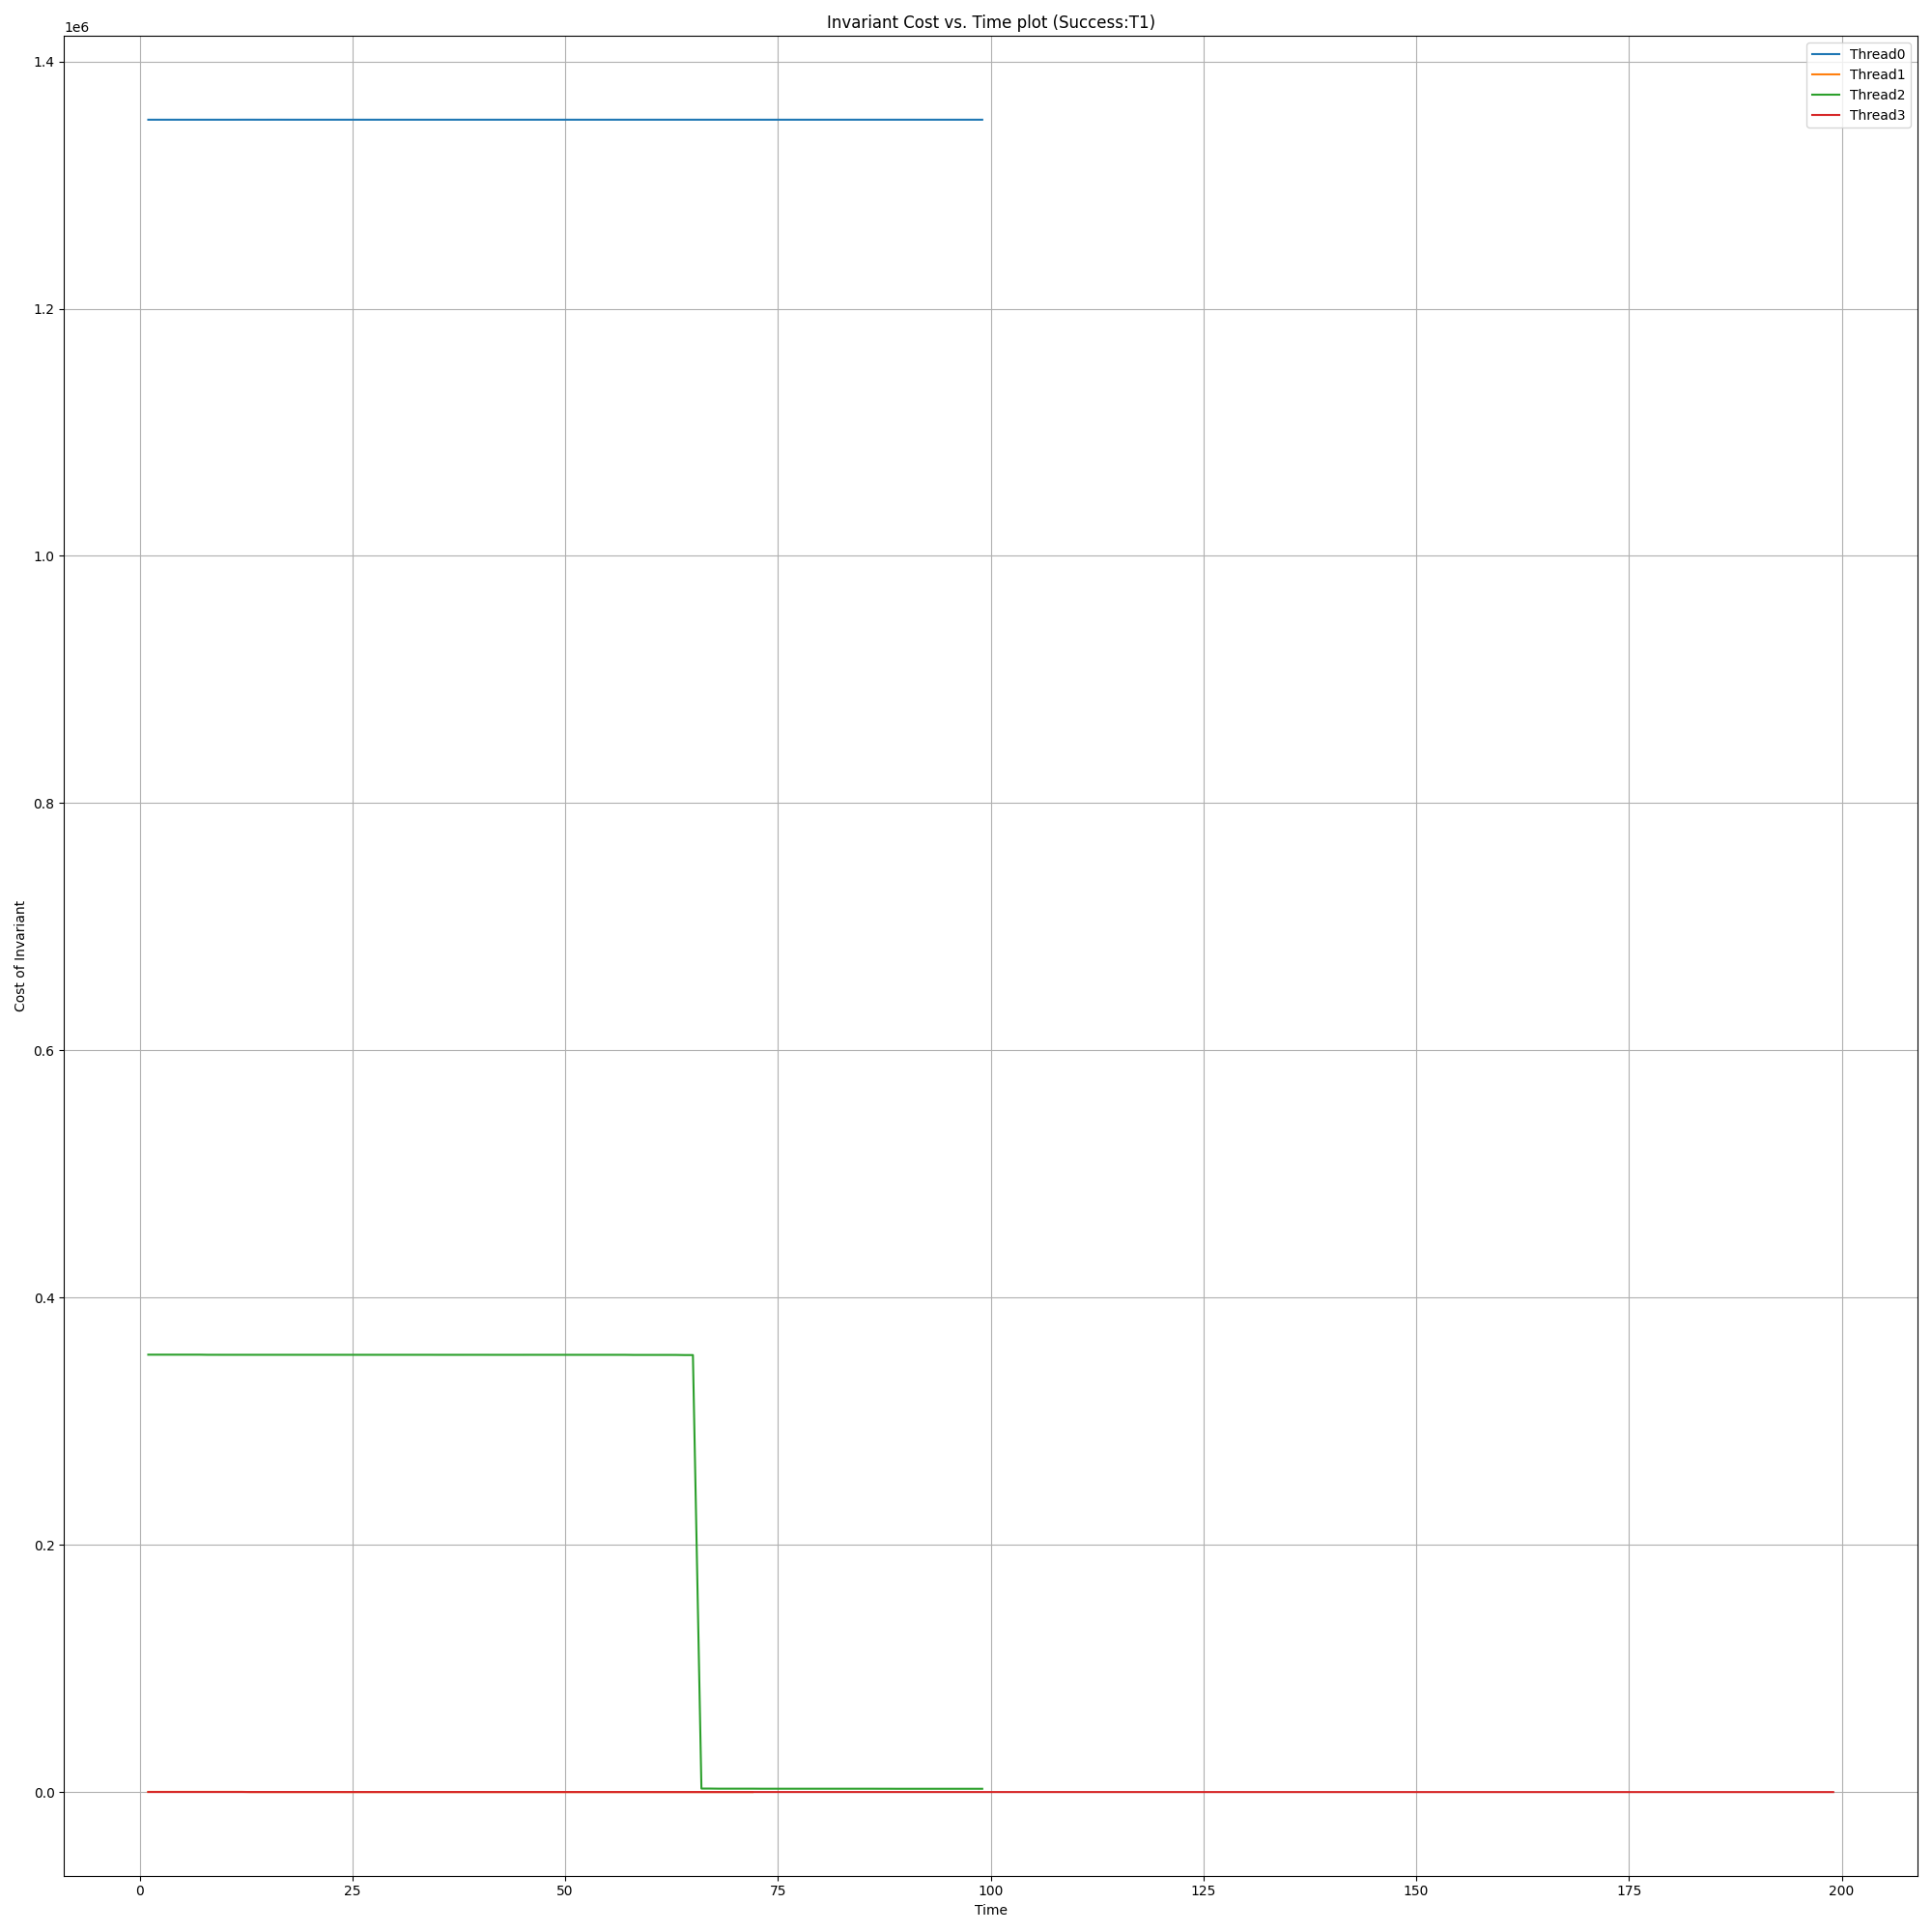 Invariant Cost vs. Time plot (Success:T1)
1e6
Thread0
Thread1
Thread2
Thread3
1.4
1.2
1.0
0.8
0.6
0.4
0.2
0.0
Cost of Invariant
0 25 50 75 100 125 150 175 200
Time